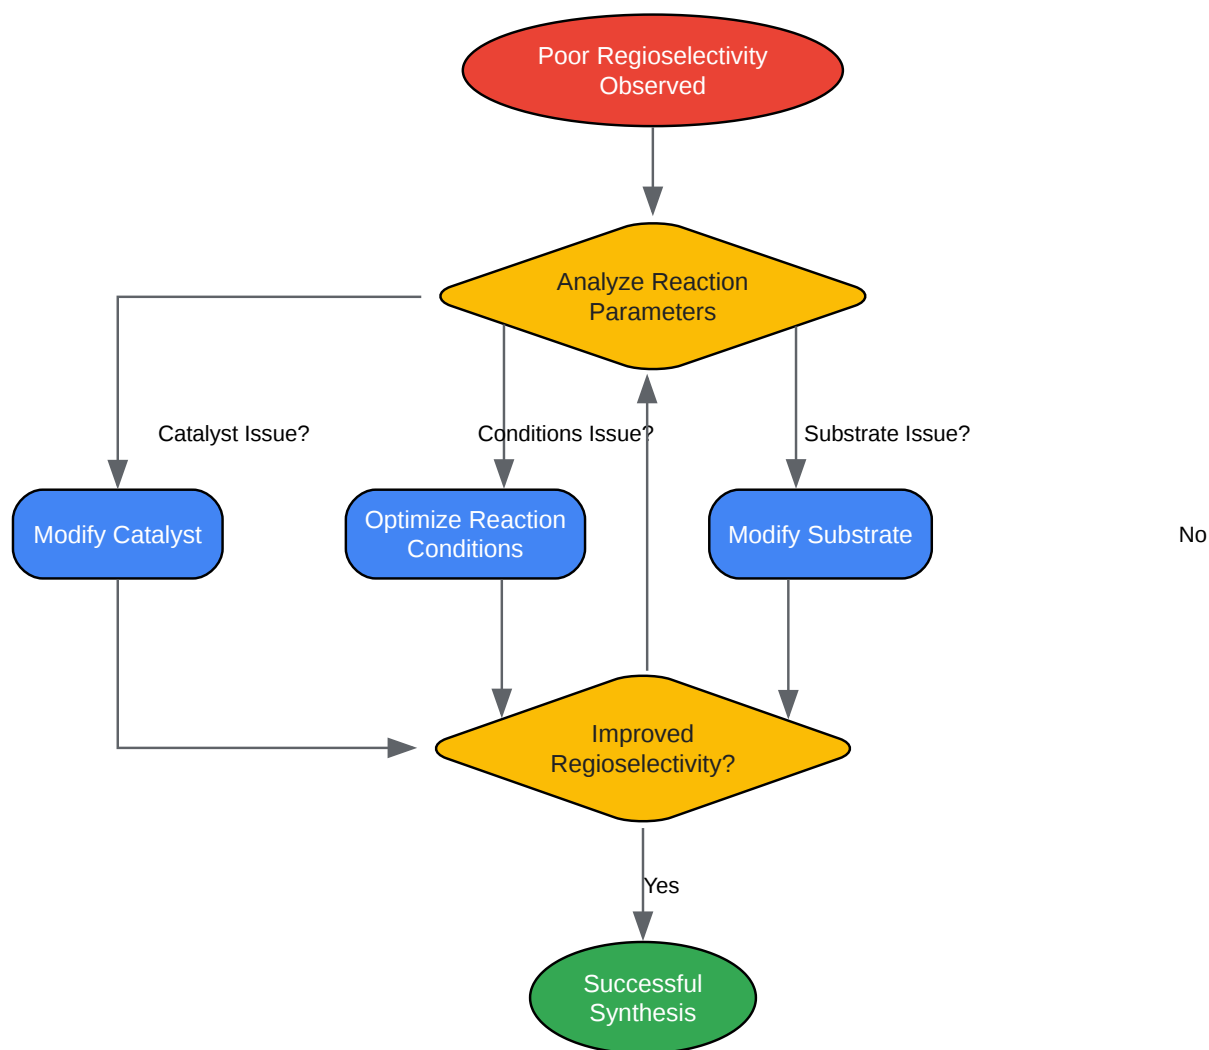 Poor Regioselectivity
Observed
Analyze Reaction
Parameters
Catalyst Issue?
Conditions Issue?
Substrate Issue?
Modify Catalyst
Optimize Reaction
Conditions
Modify Substrate
No
Improved
Regioselectivity?
Yes
Successful
Synthesis